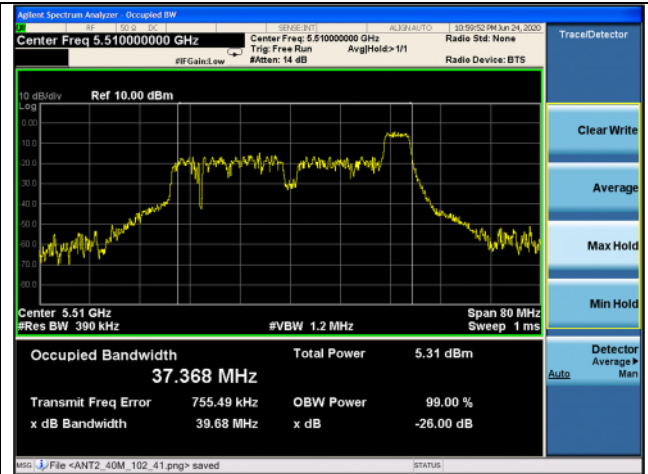 Agilent Spectrum Analyzer - Occupied BW
RF 50 Ω DC SENSE:INT ALIGNAUTO 10:59:52 PM Jun 24, 2020
Center Freq 5.510000000 GHz
Center Freq: 5.510000000 GHz
Radio Std: None
Trig: Free Run Avg|Hold:>1/1
#IFGain:Low #Atten: 14 dB Radio Device: BTS
Trace/Detector
10 dB/div Ref 10.00 dBm
Log
0.00
-10.0
-20.0
-30.0
-40.0
-50.0
-60.0
-70.0
-80.0
Clear Write
Average
Max Hold
Min Hold
Detector
Average
Auto Man
Center 5.51 GHz Span 80 MHz
#Res BW 390 kHz #VBW 1.2 MHz Sweep 1 ms
Occupied Bandwidth Total Power 5.31 dBm
37.368 MHz
Transmit Freq Error 755.49 kHz OBW Power 99.00 %
x dB Bandwidth 39.68 MHz x dB -26.00 dB
MSG File <ANT2_40M_102_41.png> saved STATUS